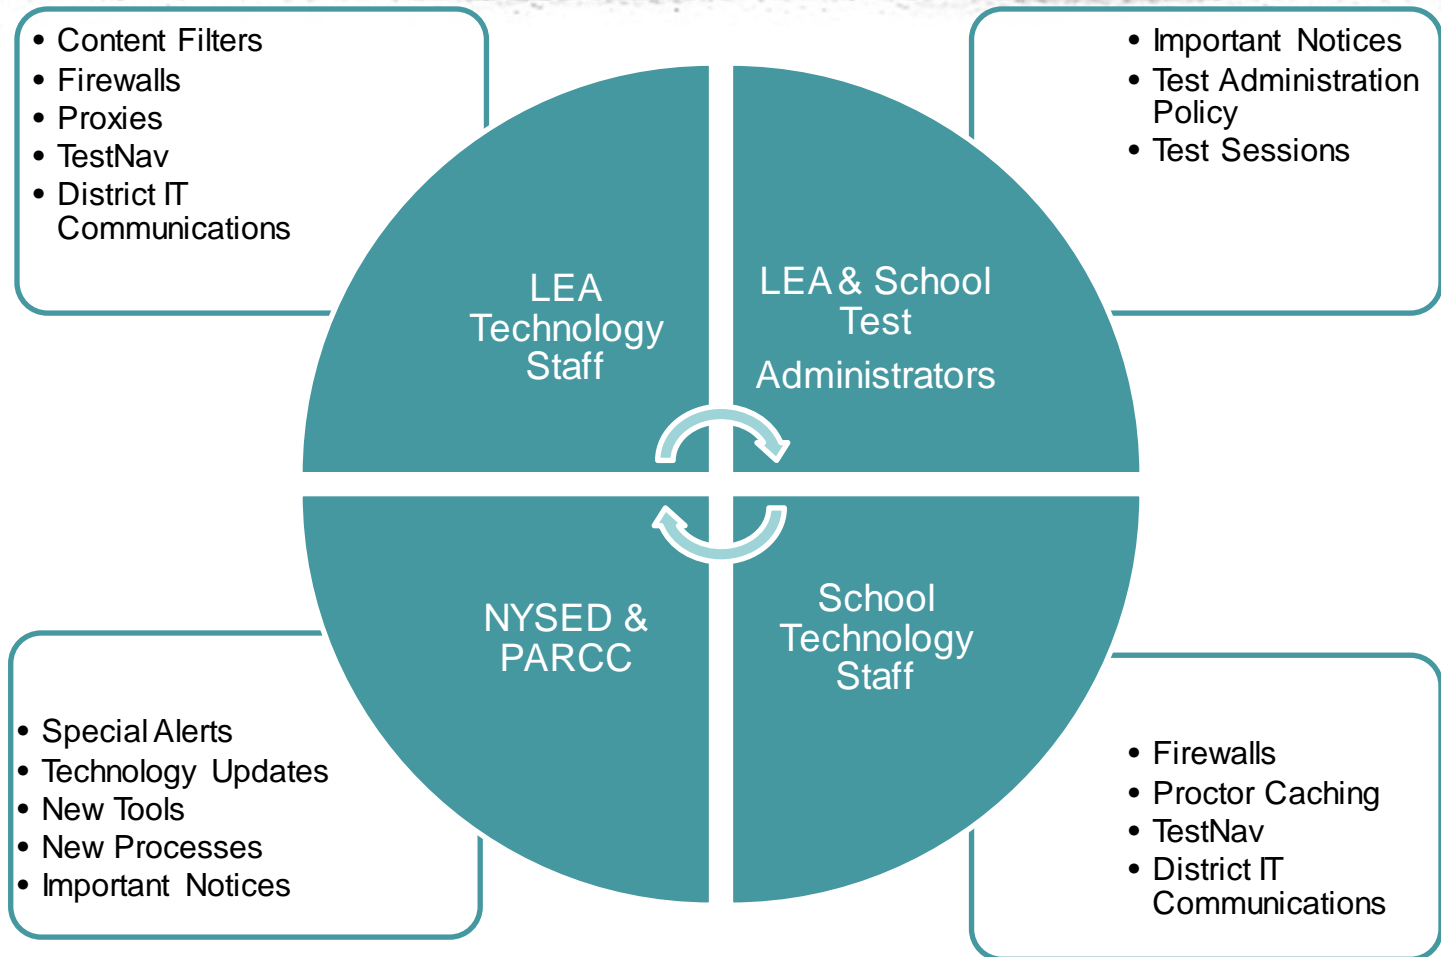 • Content Filters
• Firewalls
• Proxies
• TestNav
• District IT
Communications
LEA
Technology
Staff
LEA & School
Test
Administrators
• Important Notices
• Test Administration
Policy
• Test Sessions
NYSED &
PARCC
School
Technology
Staff
• Special Alerts
• Technology Updates
• New Tools
• New Processes
• Important Notices
• Firewalls
• Proctor Caching
• TestNav
• District IT
Communications